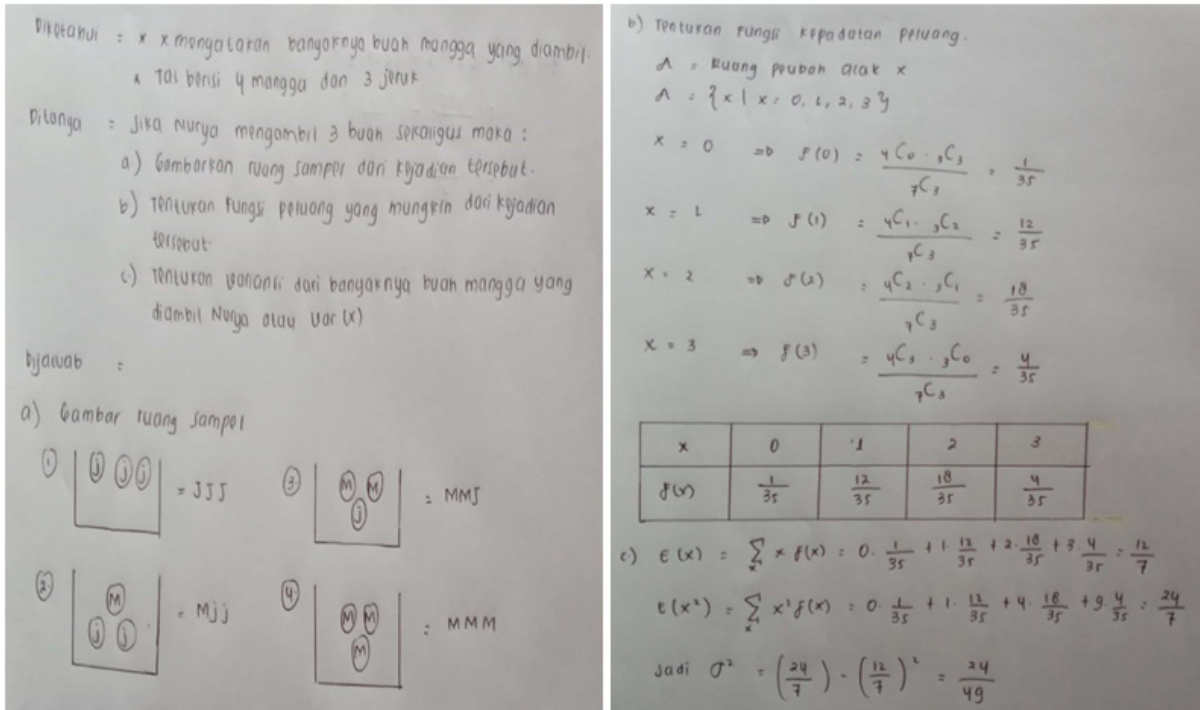 Diketahui = * x menyatakan banyaknya buah mangga yang diambil.
* Tas berisi 4 mangga dan 3 jeruk
Ditanya = Jika Nurya mengambil 3 buah sekaligus maka :
a.) Gambarkan ruang sampel dari kejadian tersebut.
b.) Tentukan fungsi peluang yang mungkin dari kejadian
tersebut.
c.) Tentukan variansi dari banyaknya buah mangga yang
diambil Nurya atau Var (x)
Dijawab =
a) Gambar ruang sampel
① j j j = JJJ
② M j j = Mjj
③ M M j = MMJ
④ M M M = MMM
b) Tentukan fungsi kepadatan peluang.
A = Ruang peubah acak x
A = {x | x = 0, 1, 2, 3}
x = 0 => f(0) = ₄C₀ . ₃C₃ / ₇C₃ = 1/35
x = 1 => f(1) = ₄C₁ . ₃C₂ / ₇C₃ = 12/35
x = 2 => f(2) = ₄C₂ . ₃C₁ / ₇C₃ = 18/35
x = 3 => f(3) = ₄C₃ . ₃C₀ / ₇C₃ = 4/35
x 0 1 2 3
f(x) 1/35 12/35 18/35 4/35
c) E(x) = Σₓ x f(x) = 0. 1/35 + 1. 12/35 + 2. 18/35 + 3. 4/35 = 12/7
E(x²) = Σₓ x² f(x) = 0. 1/35 + 1. 12/35 + 4. 18/35 + 9. 4/35 = 24/7
Jadi σ² = (24/7) - (12/7)² = 24/49